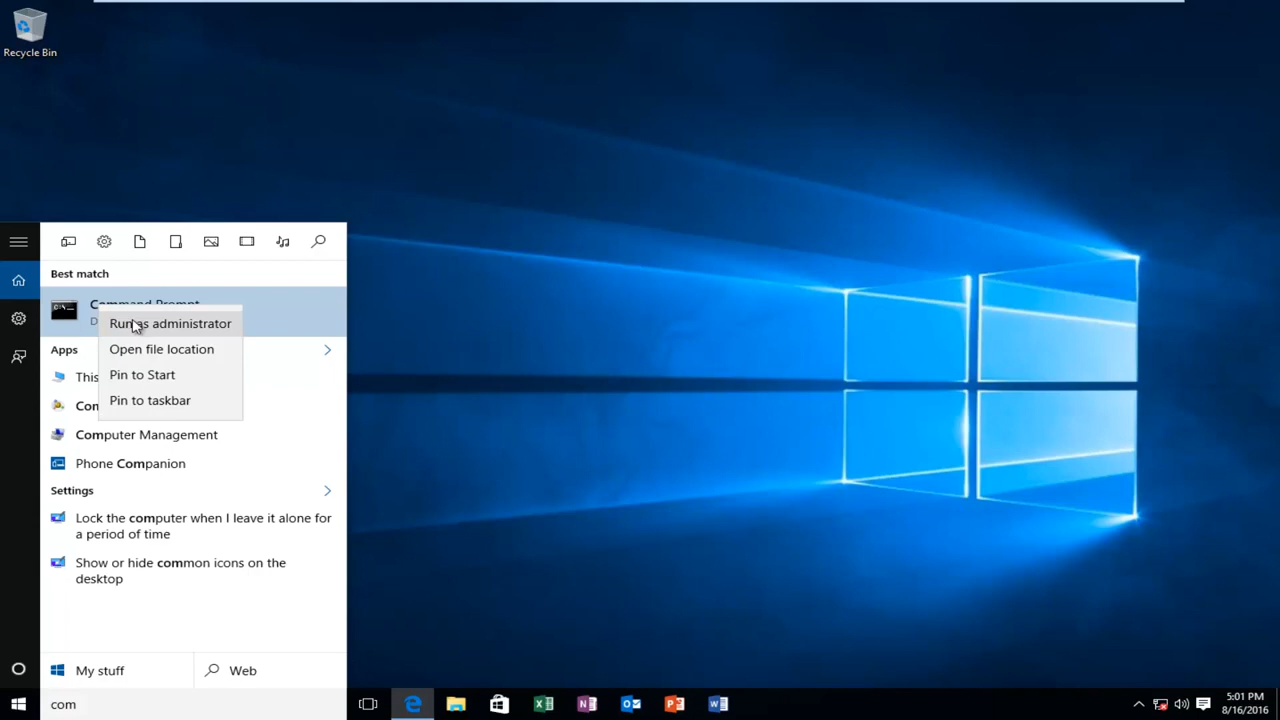 Recycle Bin
Best match
Command Prompt
D
Run as administrator
Apps
Open file location
This
Pin to Start
Com
Pin to taskbar
Computer Management
Phone Companion
Settings
Lock the computer when I leave it alone for
a period of time
Show or hide common icons on the
desktop
My stuff
Web
com
5:01 PM
8/16/2016